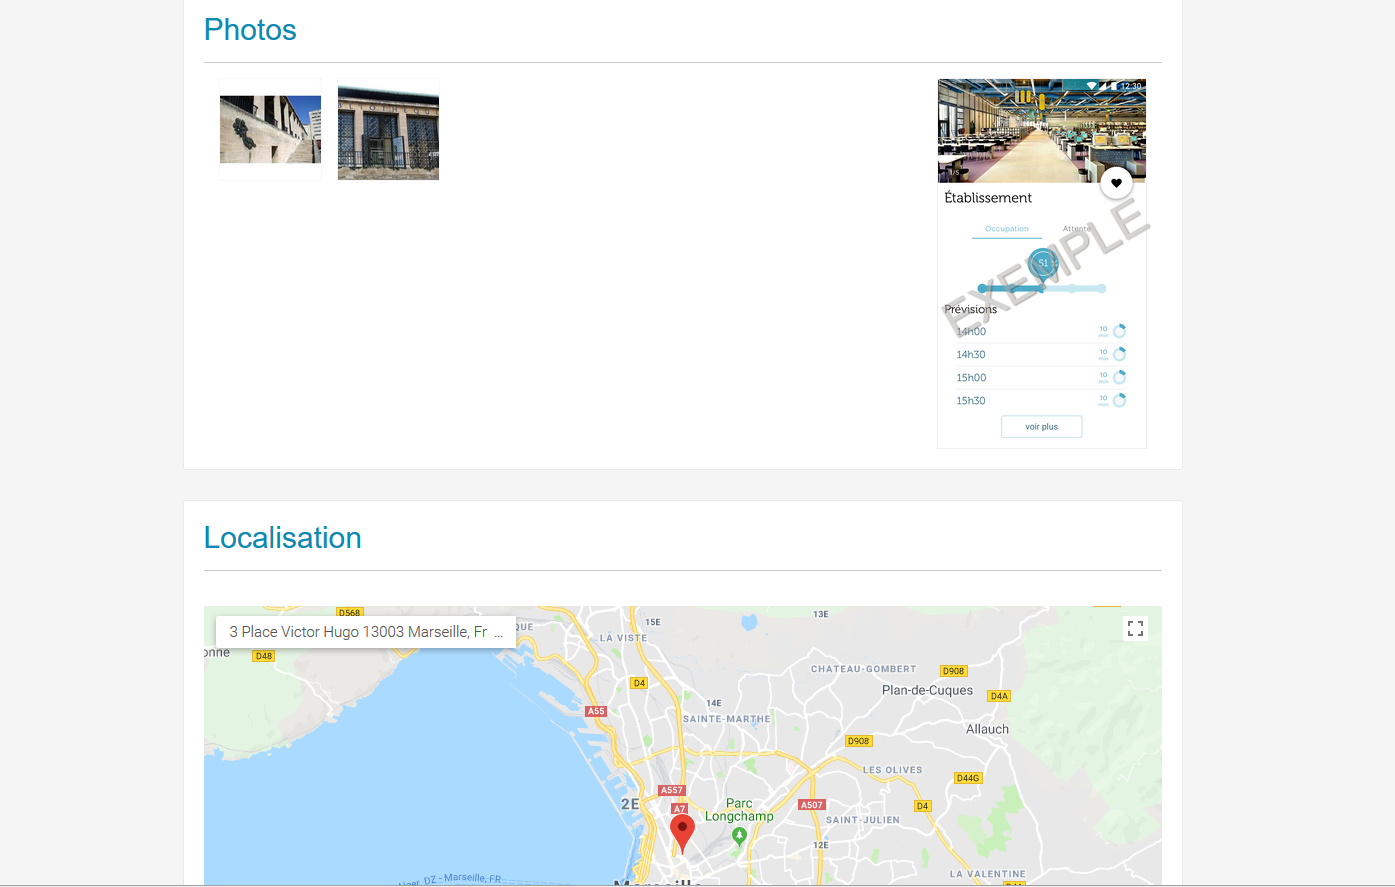 Photos
BLIOTHEQUE
12:30
1/5
Établissement
Occupation
Attente
51
EXEMPLE
Prévisions
14h00
10 min
14h30
10 min
15h00
10 min
15h30
10 min
voir plus
Localisation
3 Place Victor Hugo 13003 Marseille, Fr ...
D568
QUE
LA VISTE
15E
13E
onne
D48
D4
CHATEAU-GOMBERT
D908
Plan-de-Cuques
D4A
A55
14E
SAINTE-MARTHE
Allauch
D908
LES OLIVES
D44G
A557
2E
A7
Parc
Longchamp
A507
D4
SAINT-JULIEN
12E
LA VALENTINE
DZ - Marseille, FR
Marseille